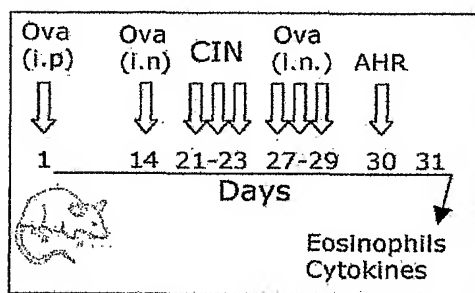 Ova Ova CIN Ova AHR
(i.p) (i.n) (i.n.)
1 14 21-23 27-29 30 31
Days
Eosinophils
Cytokines